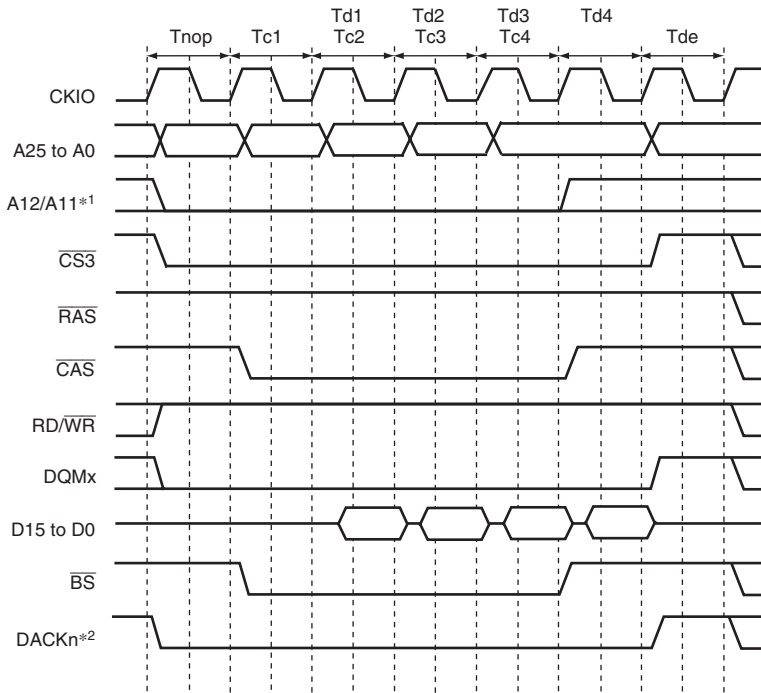 Td1 Td2 Td3 Td4
Tnop Tc1 Tc2 Tc3 Tc4 Tde
CKIO
A25 to A0
A12/A11*1
CS3
RAS
CAS
RD/WR
DQMx
D15 to D0
BS
DACKn*2